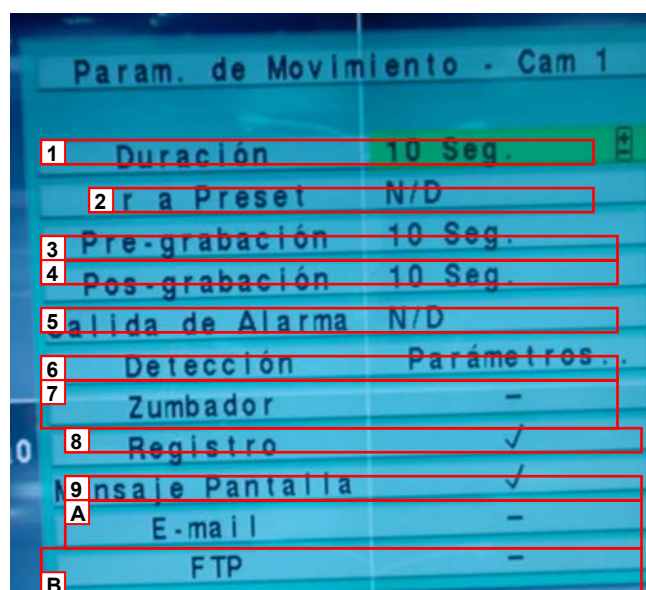 Param. de Movimiento - Cam 1
1 Duración 10 Seg.
2 r a Preset N/D
3 Pre-grabación 10 Seg.
4 Pos-grabación 10 Seg.
5 alida de Alarma N/D
6 Detección Parámetros..
7 Zumbador -
8 Registro ✓
0
9 M nsaje Pantalla ✓
A E-mail -
FTP -
B